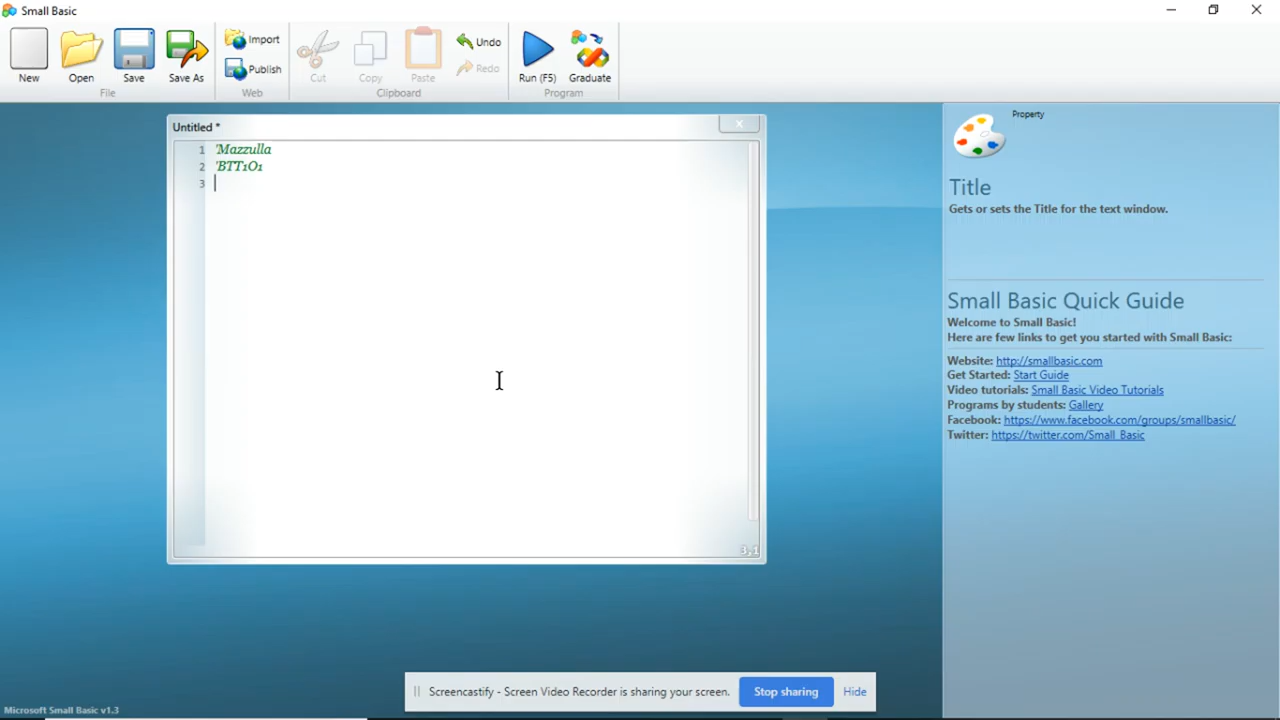 Small Basic
New
Open
Save
Save As
File
Import
Publish
Web
Cut
Copy
Paste
Undo
Redo
Clipboard
Run (F5)
Graduate
Program
Untitled *
1 'Mazzulla
2 'BTT1O1
3
3,1
Property
Title
Gets or sets the Title for the text window.
Small Basic Quick Guide
Welcome to Small Basic!
Here are few links to get you started with Small Basic:
Website: http://smallbasic.com
Get Started: Start Guide
Video tutorials: Small Basic Video Tutorials
Programs by students: Gallery
Facebook: https://www.facebook.com/groups/smallbasic/
Twitter: https://twitter.com/Small_Basic
Screencastify - Screen Video Recorder is sharing your screen.
Stop sharing
Hide
Microsoft Small Basic v1.3